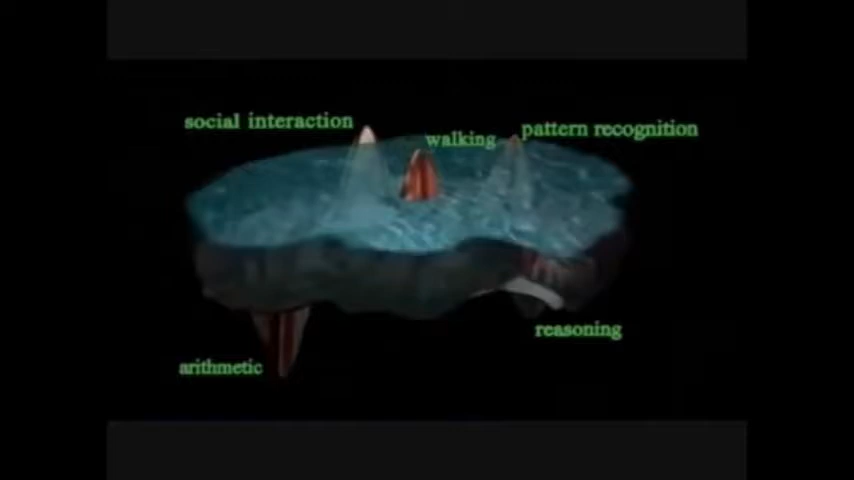 social interaction
walking
pattern recognition
reasoning
arithmetic